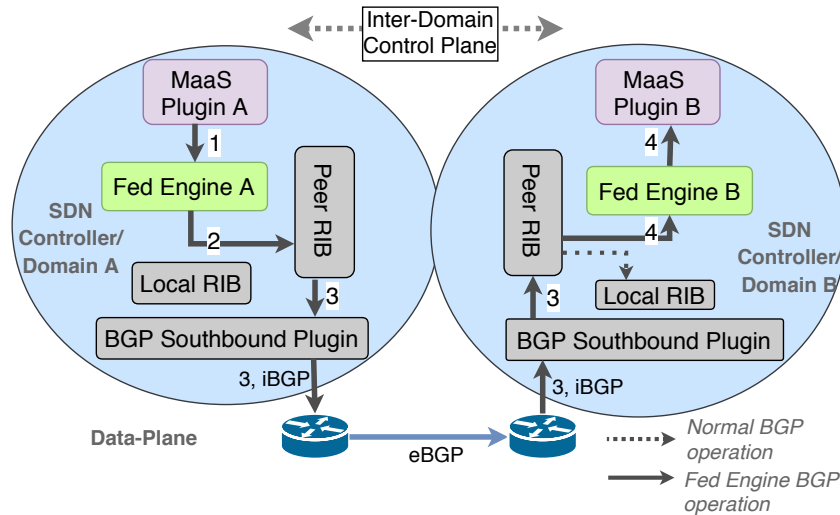 Inter-Domain
Control Plane
MaaS
Plugin A
1
Fed Engine A
SDN
Controller/
Domain A
2
Peer RIB
Local RIB
3
BGP Southbound Plugin
3, iBGP
MaaS
Plugin B
4
Fed Engine B
Peer RIB
4
SDN
Controller/
Domain B
Local RIB
3
BGP Southbound Plugin
3, iBGP
Data-Plane
eBGP
Normal BGP
operation
Fed Engine BGP
operation